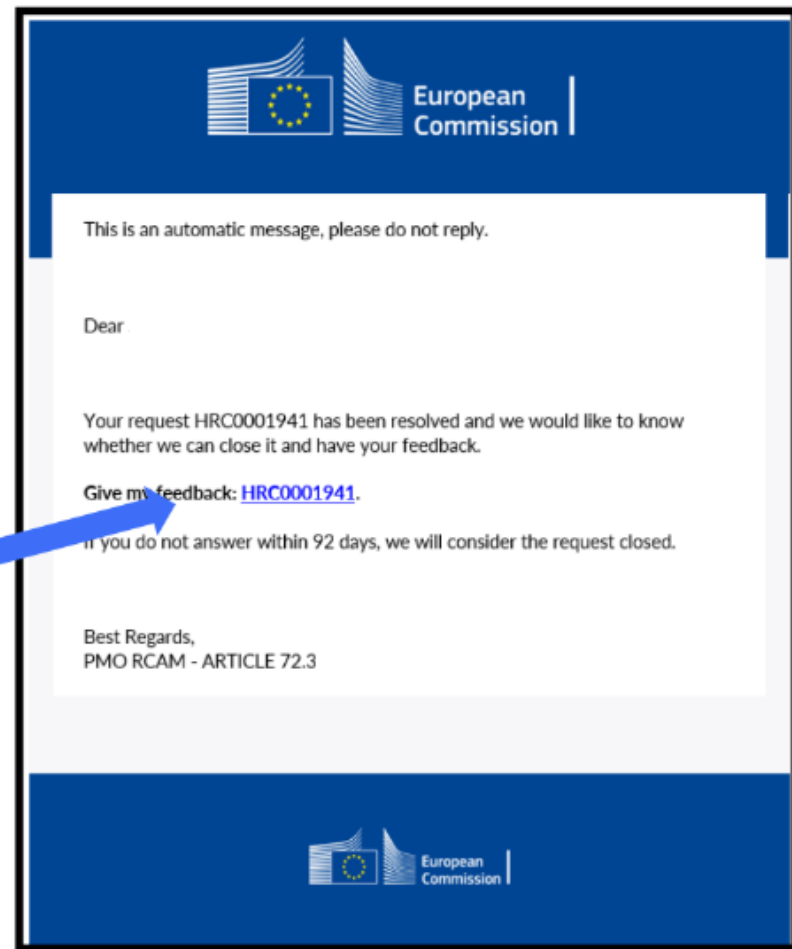 European
Commission
This is an automatic message, please do not reply.
Dear
Your request HRC0001941 has been resolved and we would like to know
whether we can close it and have your feedback.
Give my feedback: HRC0001941.
If you do not answer within 92 days, we will consider the request closed.
Best Regards,
PMO RCAM - ARTICLE 72.3
European
Commission